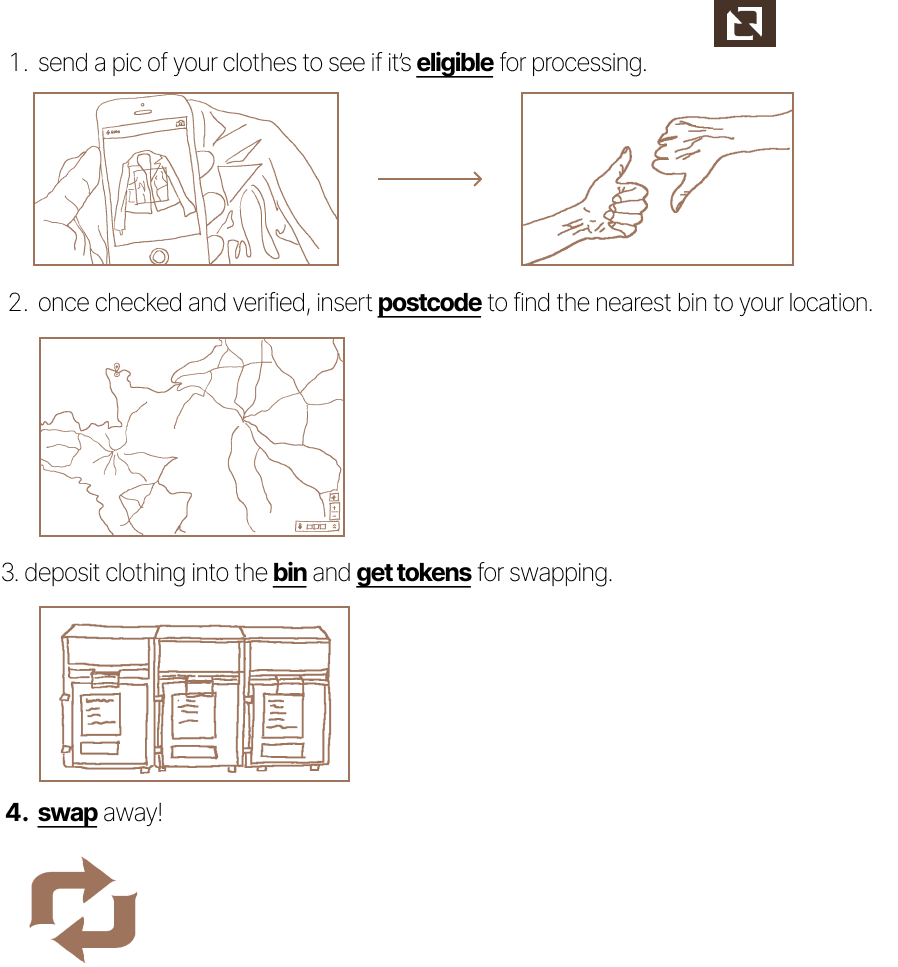 1. send a pic of your clothes to see if it's eligible for processing.
2. once checked and verified, insert postcode to find the nearest bin to your location.
3. deposit clothing into the bin and get tokens for swapping.
4. swap away!